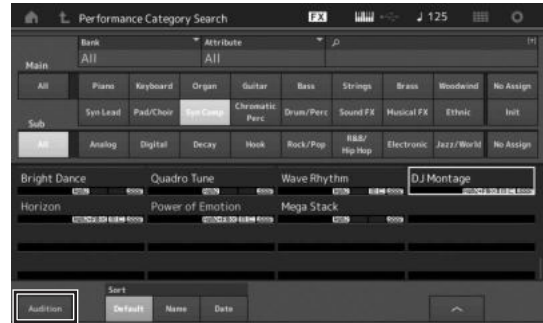 Performance Category Search FX ♩ 125
Bank Attribute
Main All All
All Piano Keyboard Organ Guitar Bass Strings Brass Woodwind No Assign
Syn Lead Pad/Choir Syn Comp Chromatic Perc Drum/Perc Sound FX Musical FX Ethnic Init
Sub
All Analog Digital Decay Hook Rock/Pop R&B/ Hip Hop Electronic Jazz/World No Assign
Bright Dance Quadro Tune Wave Rhythm DJ Montage
Horizon Power of Emotion Mega Stack
Sort
Audition Default Name Date